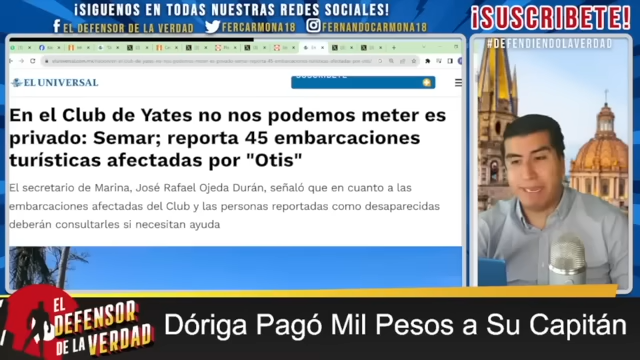 ¡SIGUENOS EN TODAS NUESTRAS REDES SOCIALES!
EL DEFENSOR DE LA VERDAD
FERCARMONA18
@FERNANDOCARMONA18
¡SUSCRIBETE!
#DEFENDIENDOLAVERDAD
EL UNIVERSAL
SUSCRÍBETE
En el Club de Yates no nos podemos meter es
privado: Semar; reporta 45 embarcaciones
turísticas afectadas por "Otis"
El secretario de Marina, José Rafael Ojeda Durán, señaló que en cuanto a las
embarcaciones afectadas del Club y las personas reportadas como desaparecidas
deberán consultarles si necesitan ayuda
EL
DEFENSOR
DE LA VERDAD
Dóriga Pagó Mil Pesos a Su Capitán